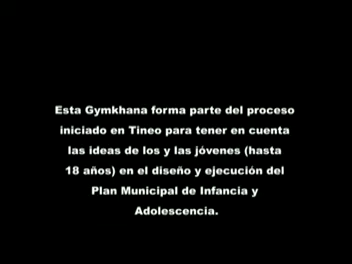 Esta Gymkhana forma parte del proceso
iniciado en Tineo para tener en cuenta
las ideas de los y las jóvenes (hasta
18 años) en el diseño y ejecución del
Plan Municipal de Infancia y
Adolescencia.